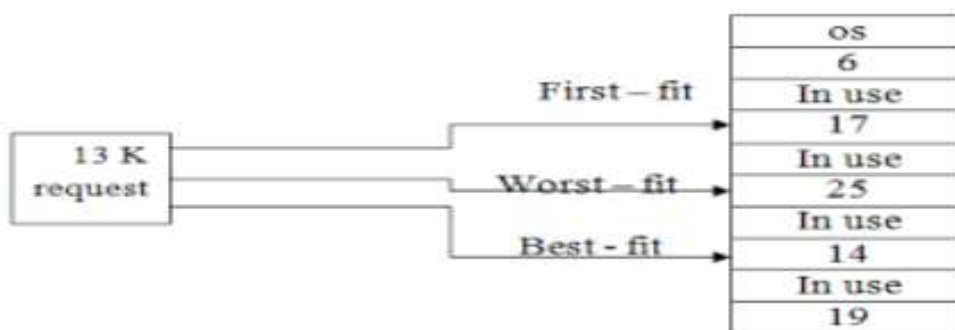 13 K
request
First – fit
Worst – fit
Best - fit
os
6
In use
17
In use
25
In use
14
In use
19